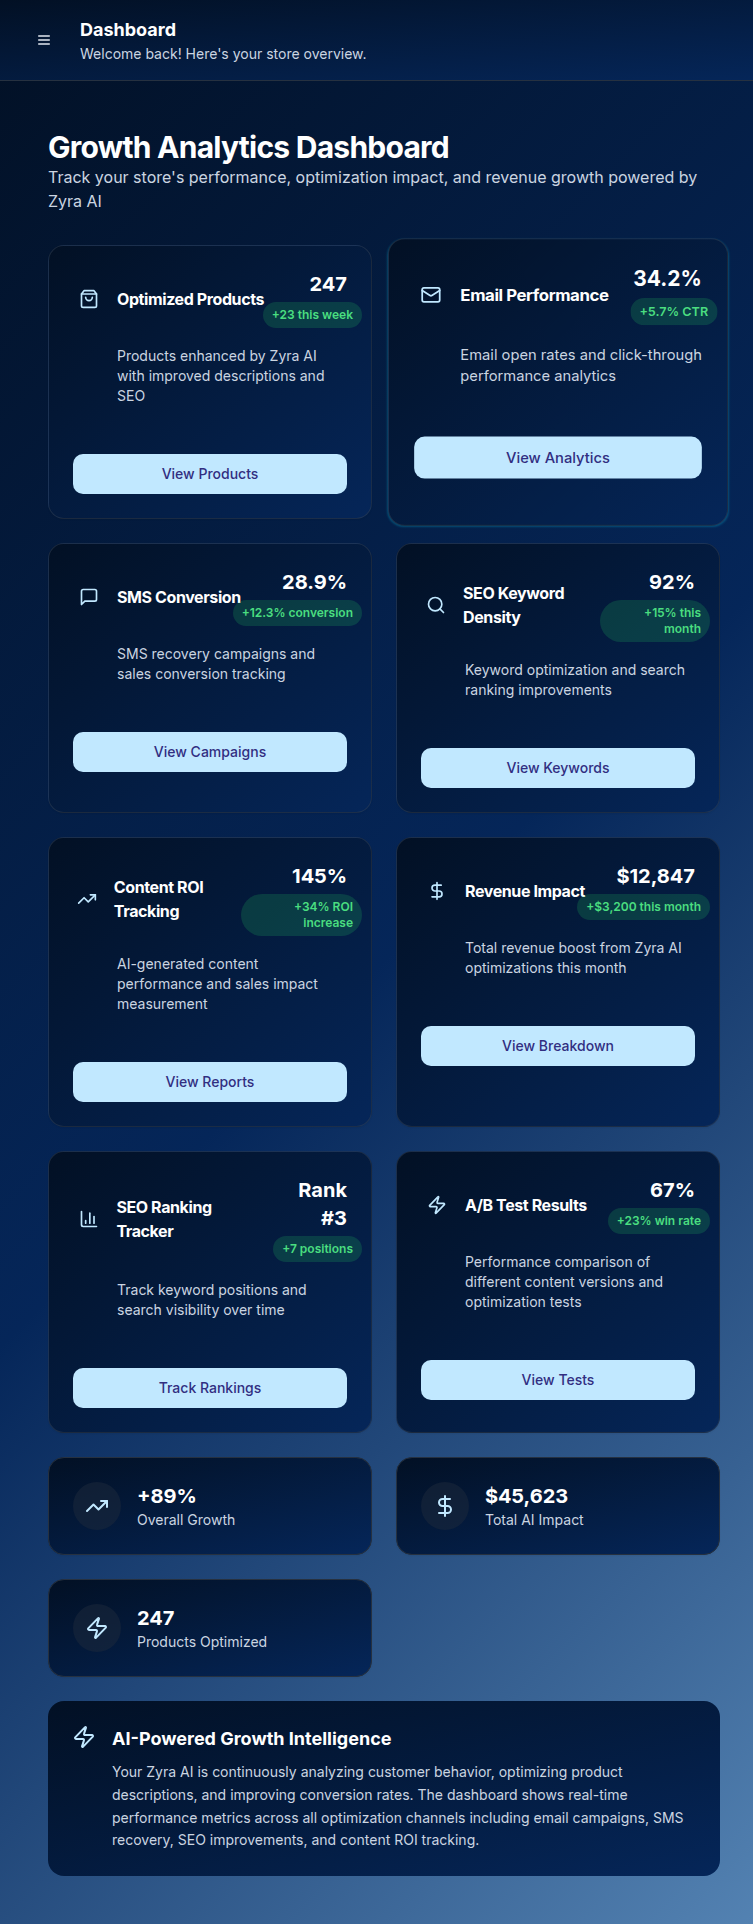 Dashboard
Welcome back! Here's your store overview.
Growth Analytics Dashboard
Track your store's performance, optimization impact, and revenue growth powered by
Zyra AI
Optimized Products
247
+23 this week
Products enhanced by Zyra AI
with improved descriptions and
SEO
View Products
Email Performance
34.2%
+5.7% CTR
Email open rates and click-through
performance analytics
View Analytics
SMS Conversion
28.9%
+12.3% conversion
SMS recovery campaigns and
sales conversion tracking
View Campaigns
SEO Keyword
Density
92%
+15% this
month
Keyword optimization and search
ranking improvements
View Keywords
Content ROI
Tracking
145%
+34% ROI
increase
AI-generated content
performance and sales impact
measurement
View Reports
Revenue Impact
$12,847
+$3,200 this month
Total revenue boost from Zyra AI
optimizations this month
View Breakdown
SEO Ranking
Tracker
Rank
#3
+7 positions
Track keyword positions and
search visibility over time
Track Rankings
A/B Test Results
67%
+23% win rate
Performance comparison of
different content versions and
optimization tests
View Tests
+89%
Overall Growth
$45,623
Total AI Impact
247
Products Optimized
AI-Powered Growth Intelligence
Your Zyra AI is continuously analyzing customer behavior, optimizing product
descriptions, and improving conversion rates. The dashboard shows real-time
performance metrics across all optimization channels including email campaigns, SMS
recovery, SEO improvements, and content ROI tracking.